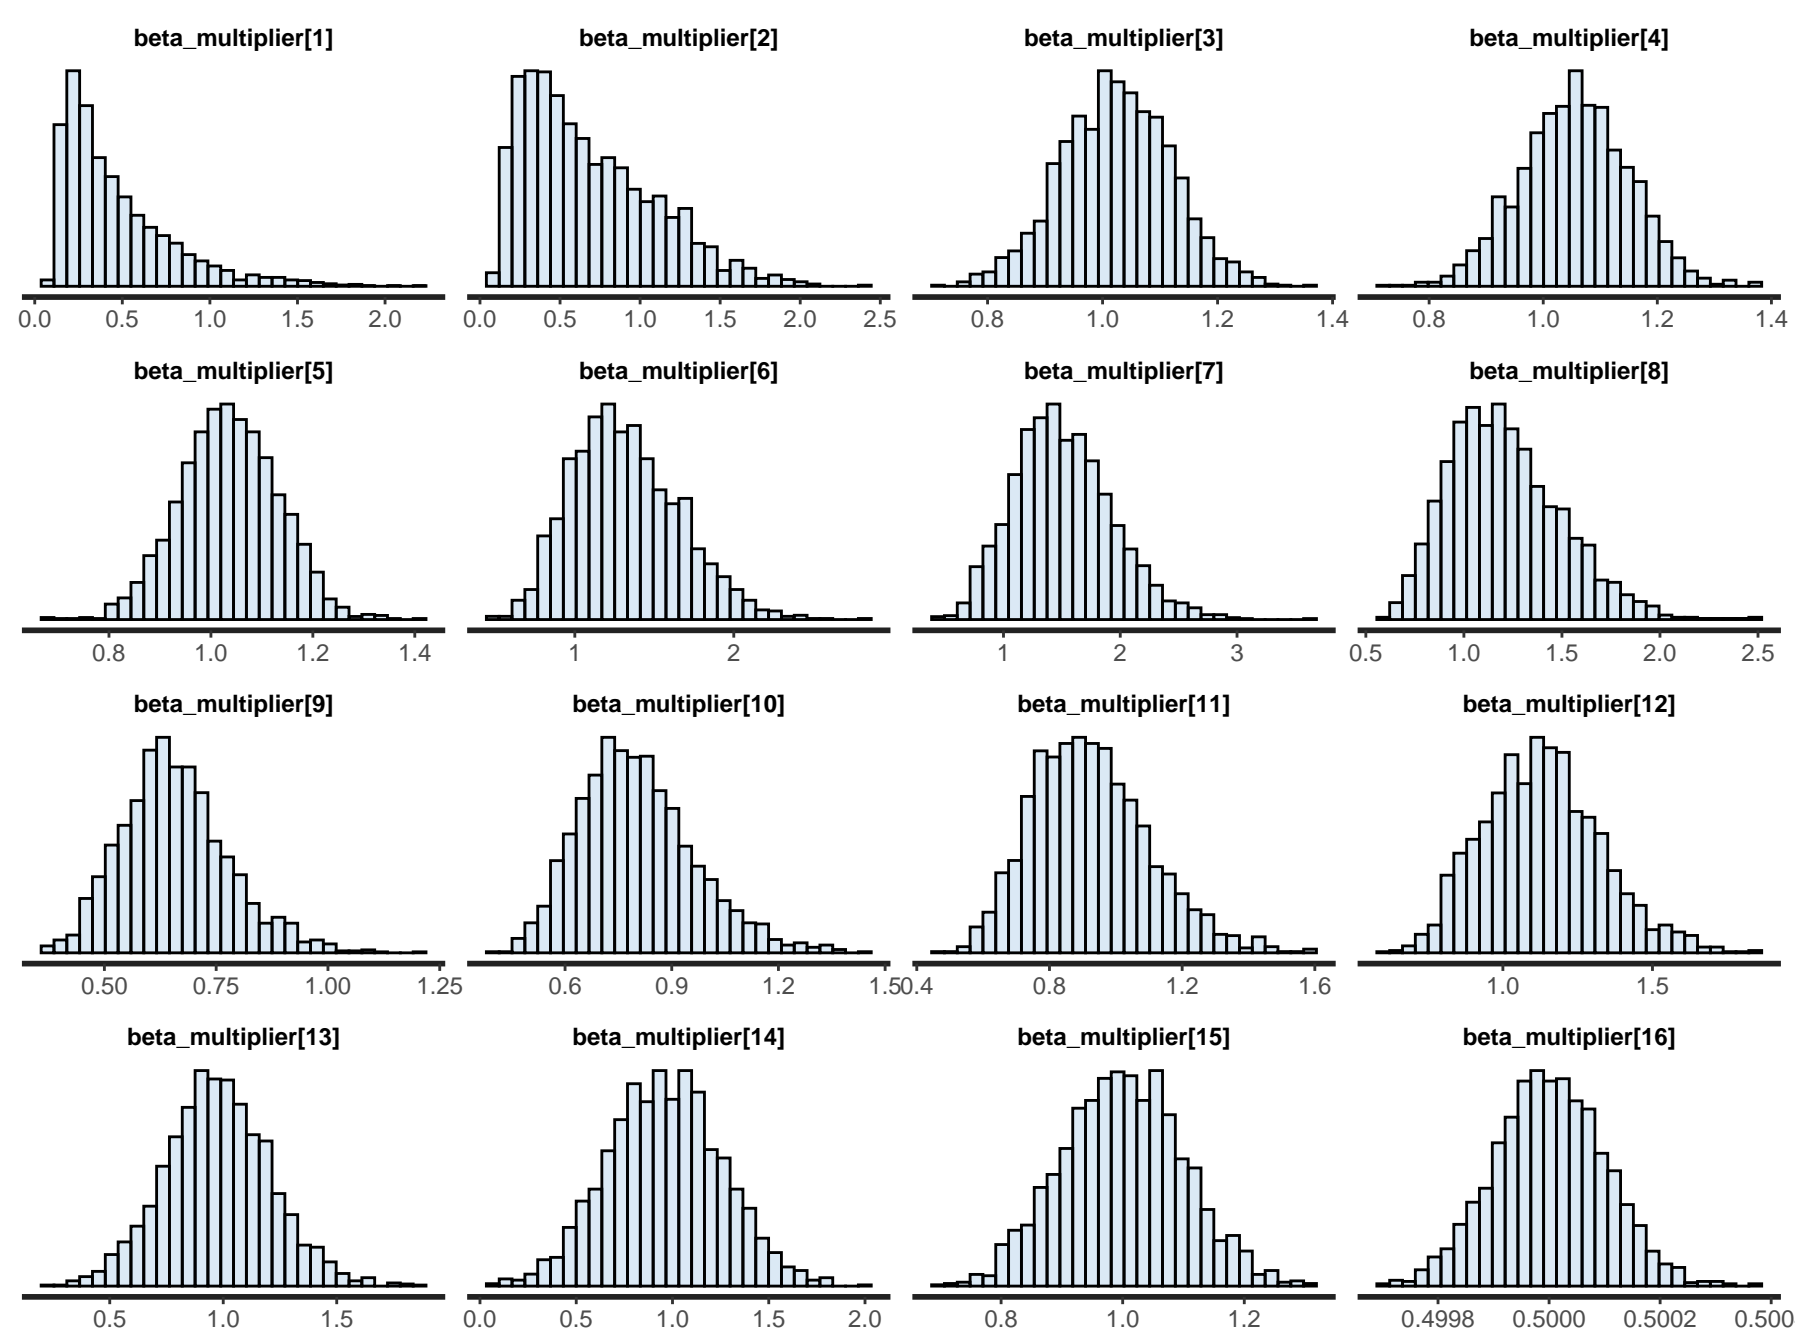 beta_multiplier[1] beta_multiplier[2] beta_multiplier[3] beta_multiplier[4]
0.0 0.5 1.0 1.5 2.0 0.0 0.5 1.0 1.5 2.0 2.5 0.8 1.0 1.2 1.4 0.8 1.0 1.2 1.4
beta_multiplier[5] beta_multiplier[6] beta_multiplier[7] beta_multiplier[8]
0.8 1.0 1.2 1.4 1 2 1 2 3 0.5 1.0 1.5 2.0 2.5
beta_multiplier[9] beta_multiplier[10] beta_multiplier[11] beta_multiplier[12]
0.50 0.75 1.00 1.25 0.6 0.9 1.2 1.5 0.4 0.8 1.2 1.6 1.0 1.5
beta_multiplier[13] beta_multiplier[14] beta_multiplier[15] beta_multiplier[16]
0.5 1.0 1.5 0.0 0.5 1.0 1.5 2.0 0.8 1.0 1.2 0.4998 0.5000 0.5002 0.500